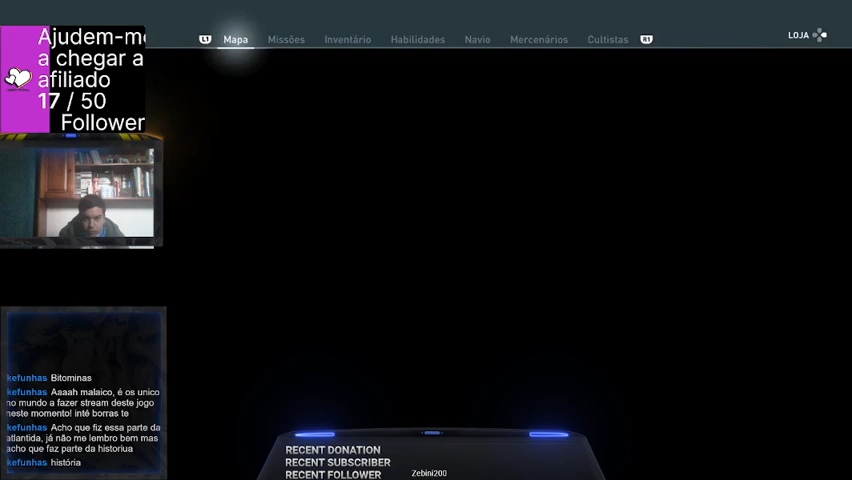 L1 Mapa Missões Inventário Habilidades Navio Mercenários Cultistas R1
LOJA
Ajudem-me
a chegar a
afiliado
17 / 50
Follower
kefunhas Bitominas
kefunhas Aaaah malaico, é os unico
no mundo a fazer stream deste jogo
neste momento! inté borras te
kefunhas Acho que fiz essa parte da
atlantida, já não me lembro bem mas
acho que faz parte da historiua
kefunhas história
RECENT DONATION
RECENT SUBSCRIBER
RECENT FOLLOWER Zebini200